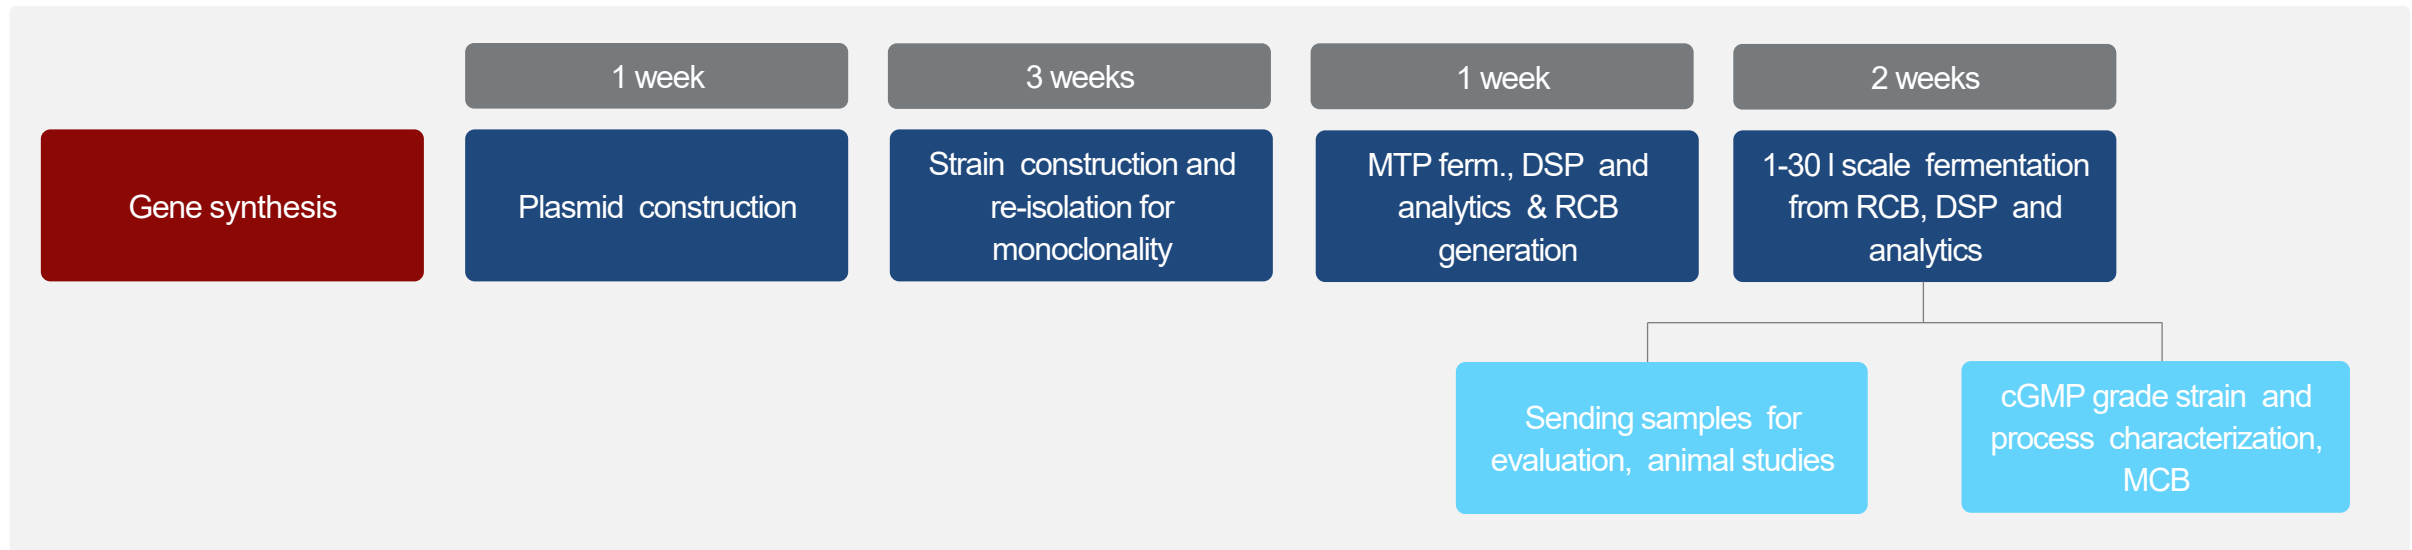 1 week
3 weeks
1 week
2 weeks
Gene synthesis
Plasmid construction
Strain construction and
re-isolation for
monoclonality
MTP ferm., DSP and
analytics & RCB
generation
1-30 l scale fermentation
from RCB, DSP and
analytics
Sending samples for
evaluation, animal studies
cGMP grade strain and
process characterization,
MCB